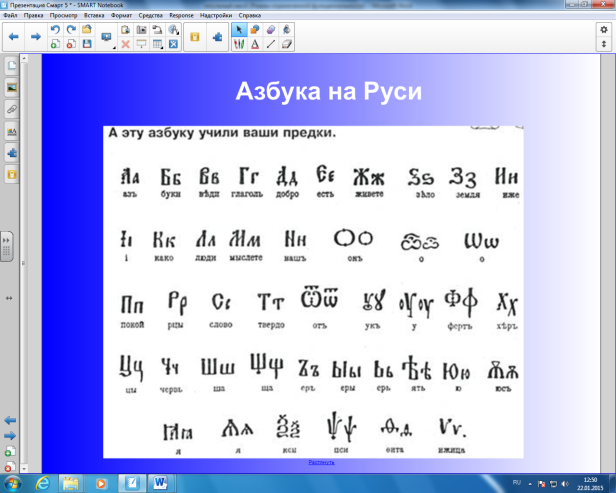 Презентация Смарт 5 * - SMART Notebook
Файл Правка Просмотр Вставка Формат Средства Response Надстройки Справка
Азбука на Руси
А эту азбуку учили ваши предки.
Аа Бб Вв Гг Дд Єє Жж Ѕѕ Зз Ии
азъ буки вѣди глаголь добро есть живете зѣло земля иже
Іі Кк Лл Мм Нн Оо Ѡѡ
і како люди мыслете нашъ онъ о о
Пп Рр Сс Тт Ѿѿ Ѹѹ Фф Хх
покой рцы слово твердо отъ укъ у фертъ хѣръ
Цц Чч Шш Щщ Ъъ Ыы Ьь Ѣѣ Юю Ѫѫ
цы червь ша ща еръ еры ерь ять ю юсъ
Ѧѧ Ѯѯ Ѱѱ Ѳѳ Ѵѵ
я я кси пси ѳита ижица
Растянуть
RU
12:50
22.01.2015